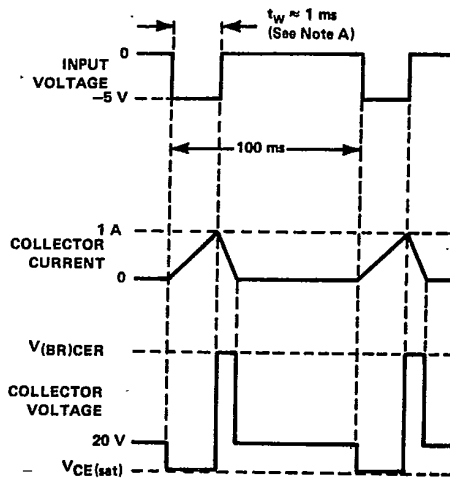 tW ≈ 1 ms
(See Note A)
0
INPUT
VOLTAGE
–5 V
100 ms
1 A
COLLECTOR
CURRENT
0
V(BR)CER
COLLECTOR
VOLTAGE
20 V
VCE(sat)